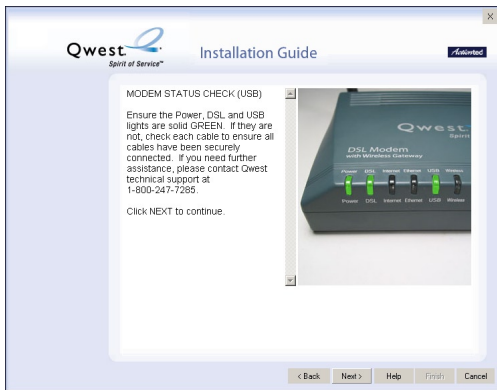 X
Qwest
Spirit of Service™
Installation Guide
Actiontec
MODEM STATUS CHECK (USB)
Ensure the Power, DSL and USB
lights are solid GREEN. If they are
not, check each cable to ensure all
cables have been securely
connected. If you need further
assistance, please contact Qwest
technical support at
1-800-247-7285.
Click NEXT to continue.
Qwest
Spirit
DSL Modem
with Wireless Gateway
Power DSL Internet Ethernet USB Wireless
Power DSL Internet Ethernet USB Wireless
< Back Next > Help Finish Cancel